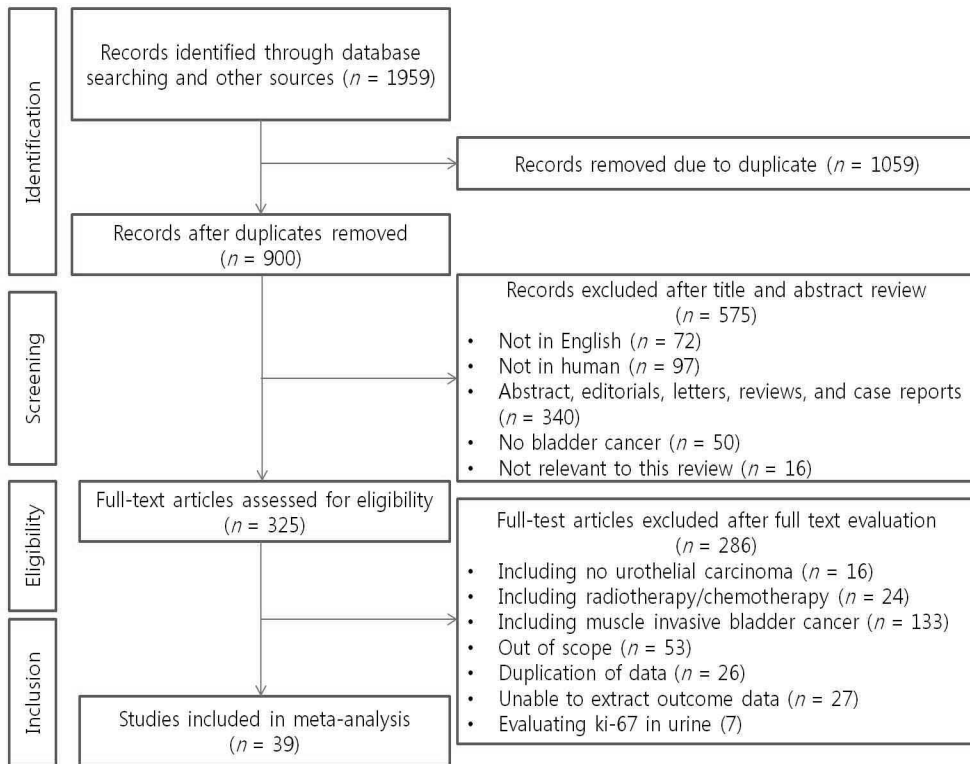 Identification
Records identified through database
searching and other sources (n = 1959)
Records removed due to duplicate (n = 1059)
Records after duplicates removed
(n = 900)
Screening
Records excluded after title and abstract review
(n = 575)
• Not in English (n = 72)
• Not in human (n = 97)
• Abstract, editorials, letters, reviews, and case reports
(n = 340)
• No bladder cancer (n = 50)
• Not relevant to this review (n = 16)
Eligibility
Full-text articles assessed for eligibility
(n = 325)
Full-test articles excluded after full text evaluation
(n = 286)
• Including no urothelial carcinoma (n = 16)
• Including radiotherapy/chemotherapy (n = 24)
• Including muscle invasive bladder cancer (n = 133)
• Out of scope (n = 53)
• Duplication of data (n = 26)
• Unable to extract outcome data (n = 27)
• Evaluating ki-67 in urine (7)
Inclusion
Studies included in meta-analysis
(n = 39)